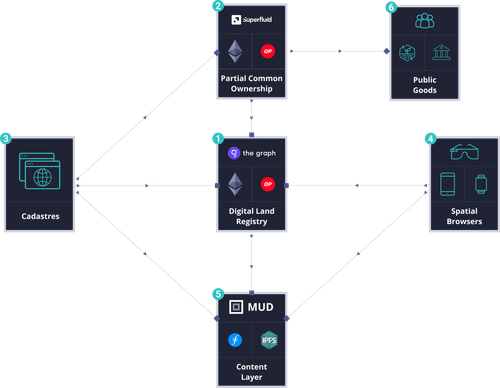 2
Superfluid
OP
Partial Common
Ownership
6
Public
Goods
3
Cadastres
1
the graph
OP
Digital Land
Registry
4
Spatial
Browsers
5
MUD
IPFS
Content
Layer